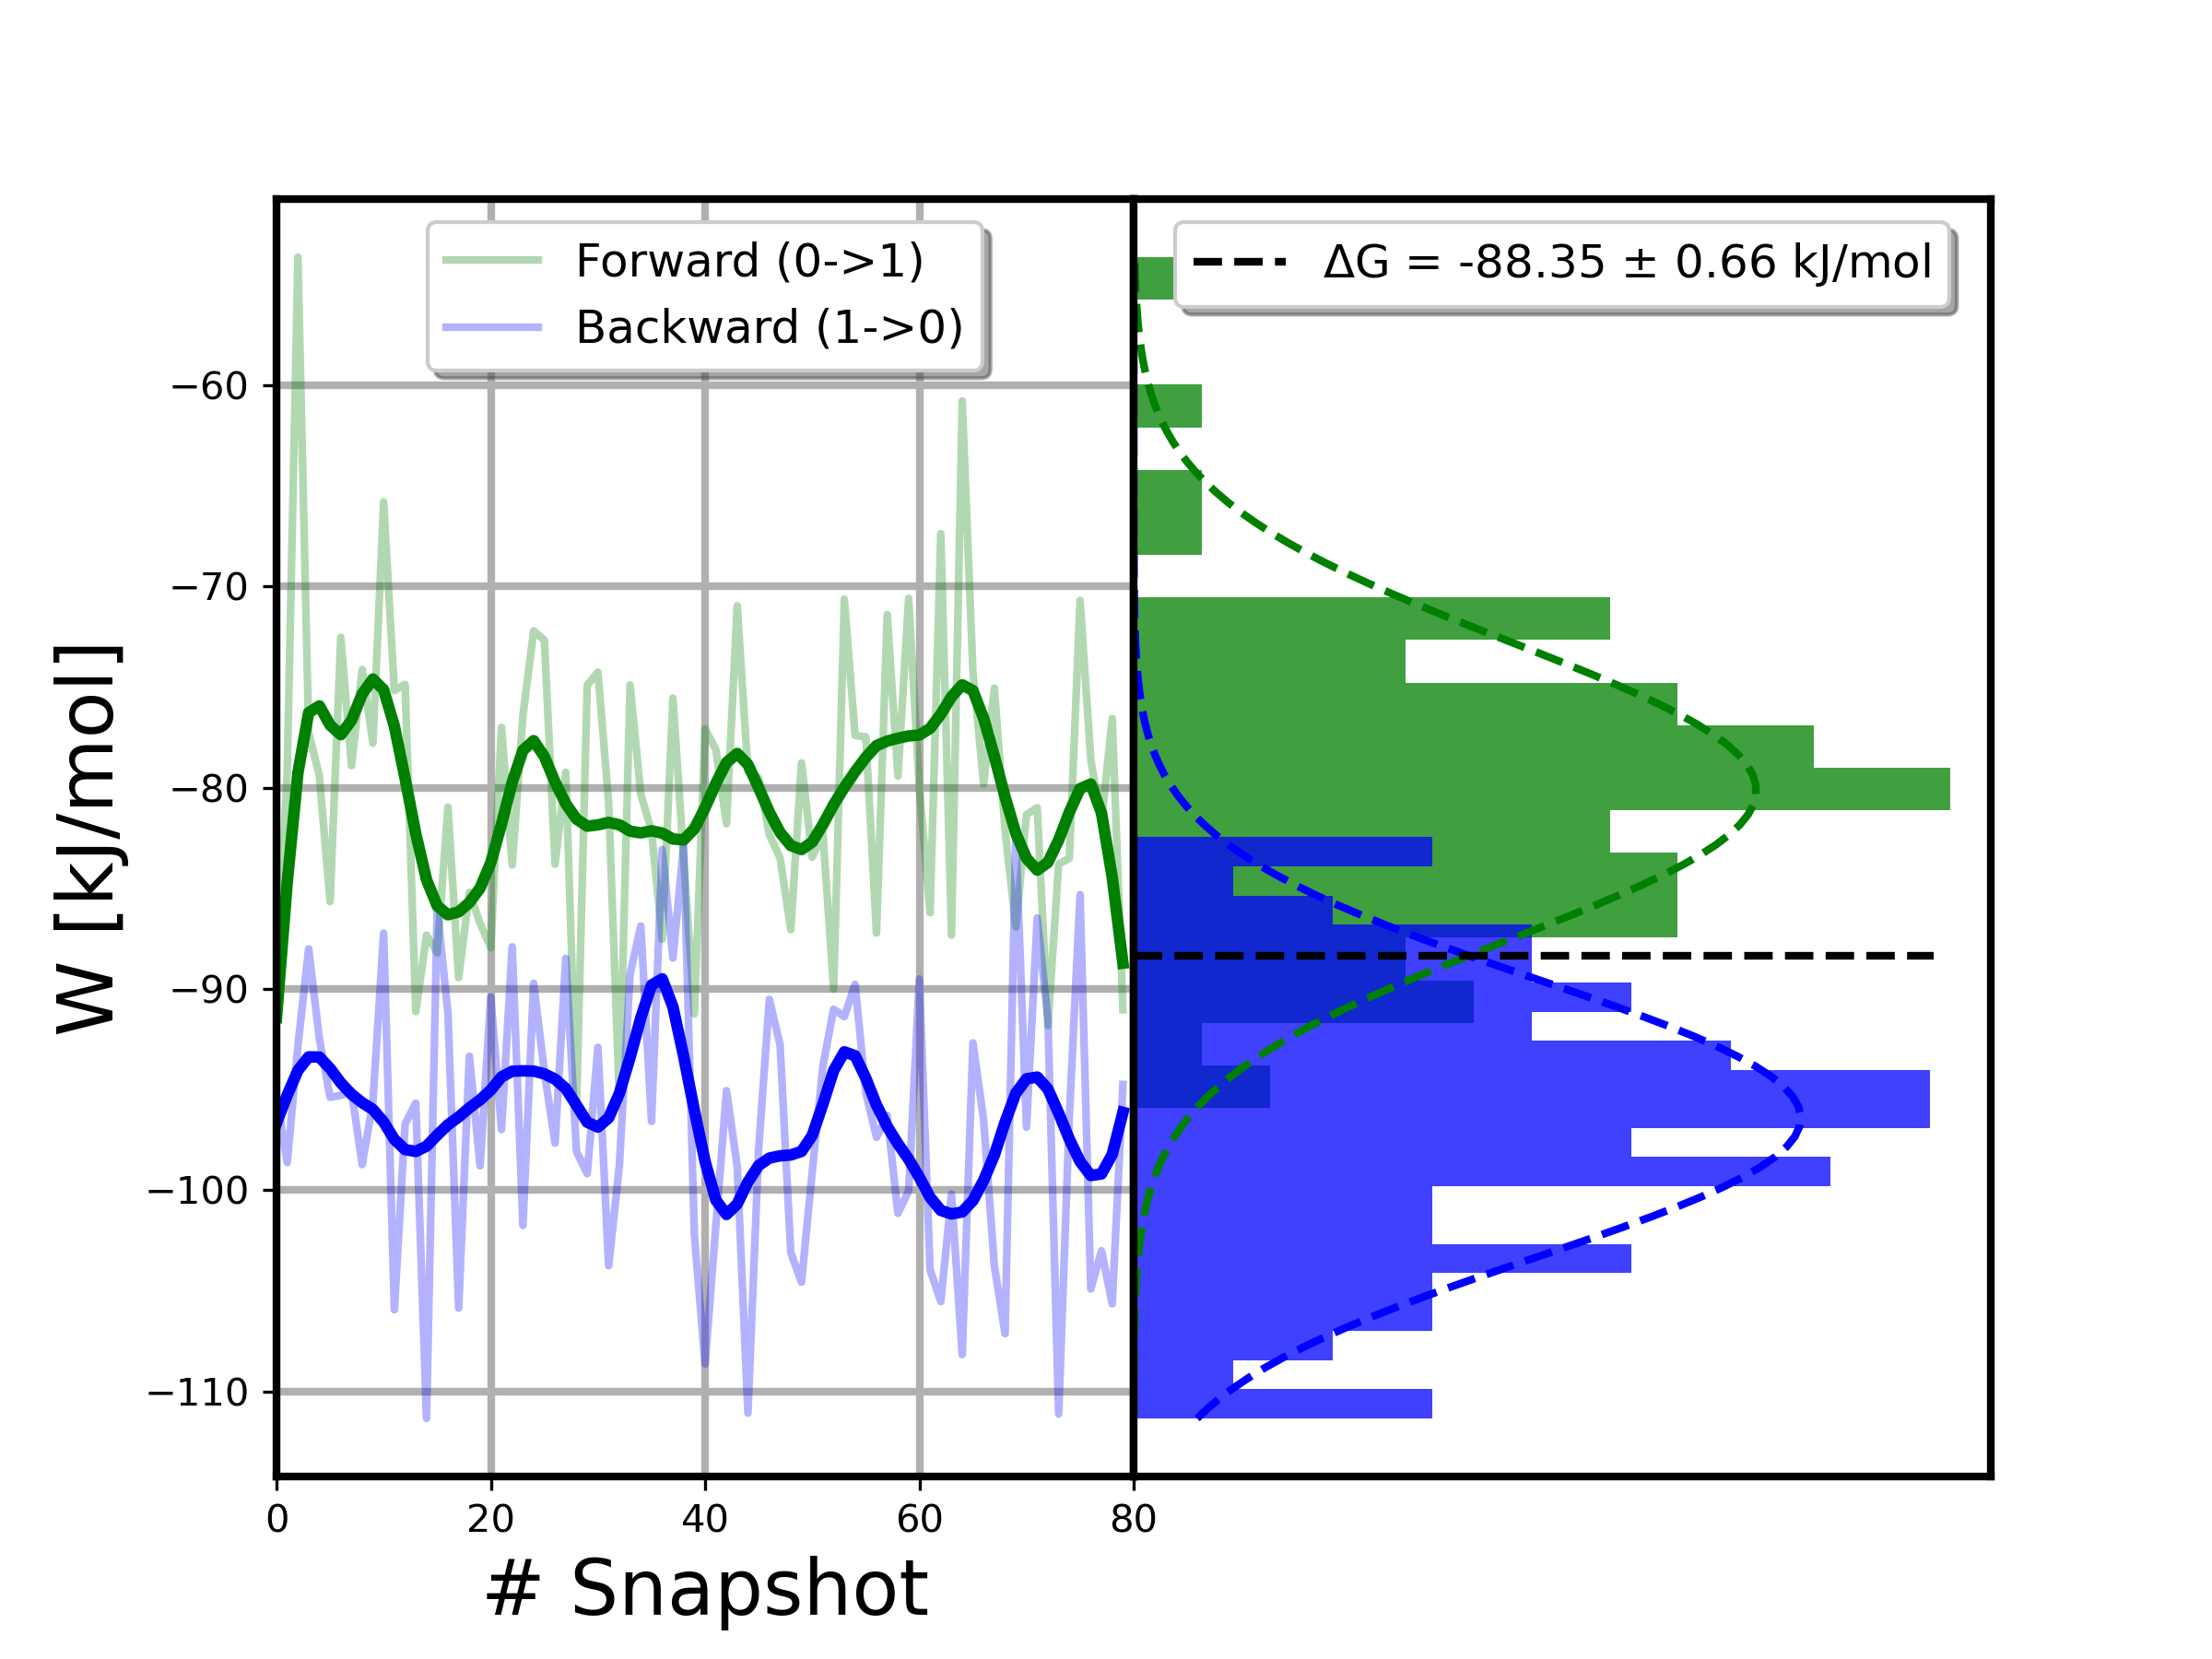 Forward (0->1)
Backward (1->0)
ΔG = -88.35 ± 0.66 kJ/mol
W [kJ/mol]
−60
−70
−80
−90
−100
−110
0 20 40 60 80
# Snapshot